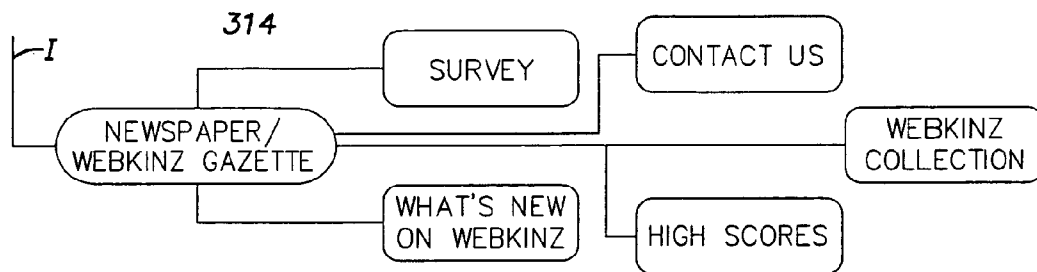 314
I
SURVEY
CONTACT US
NEWSPAPER/
WEBKINZ GAZETTE
WEBKINZ
COLLECTION
WHAT'S NEW
ON WEBKINZ
HIGH SCORES